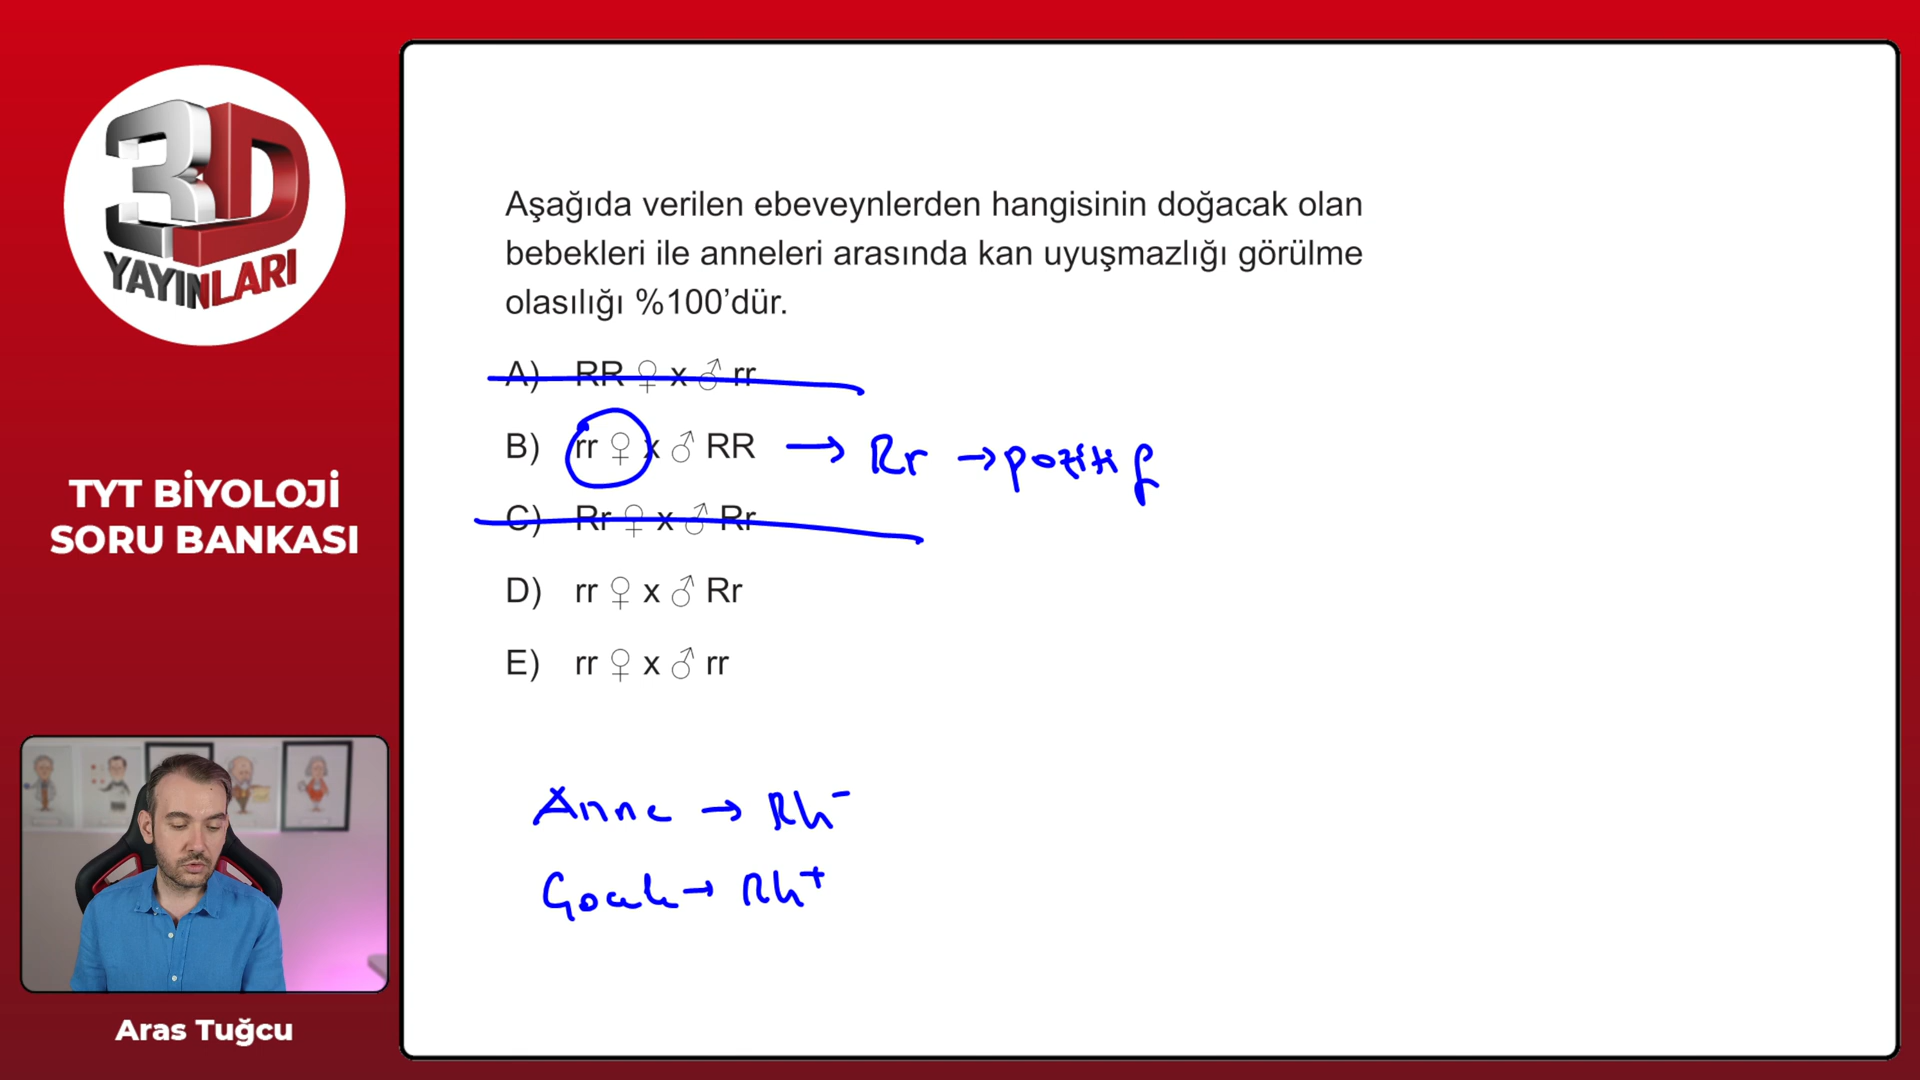 3D
YAYINLARI
TYT BİYOLOJİ
SORU BANKASI
Aras Tuğcu
Aşağıda verilen ebeveynlerden hangisinin doğacak olan
bebekleri ile anneleri arasında kan uyuşmazlığı görülme
olasılığı %100'dür.
A) RR ♀ x ♂ rr
B) rr ♀ x ♂ RR → Rr → pozitif
C) Rr ♀ x ♂ Rr
D) rr ♀ x ♂ Rr
E) rr ♀ x ♂ rr
Anne → Rh⁻
Çocuk → Rh⁺